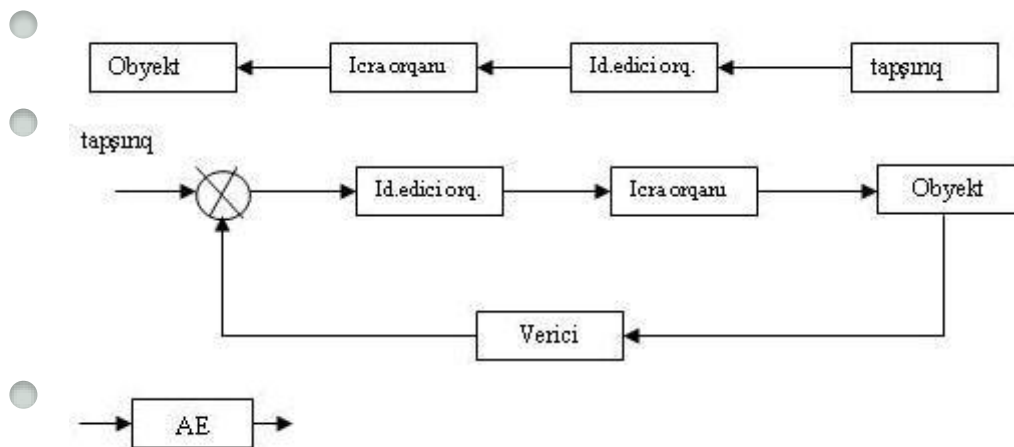 Obyekt
Icra orqanı
Id.edici orq.
tapşırıq
tapşırıq
Id.edici orq.
Icra orqanı
Obyekt
Verici
AE